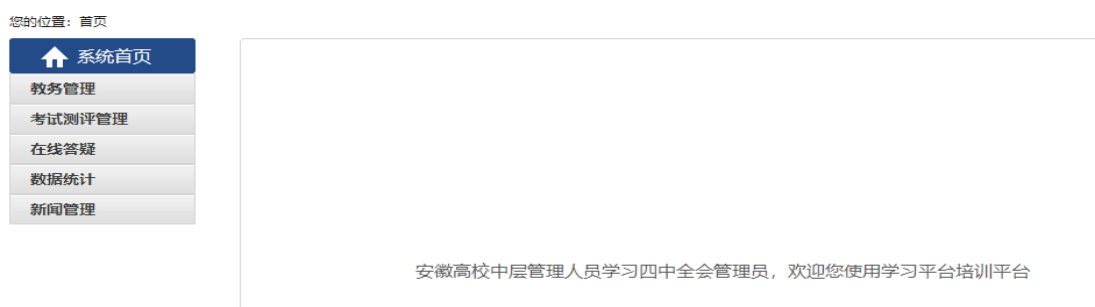 您的位置：首页
系统首页
教务管理
考试测评管理
在线答疑
数据统计
新闻管理
安徽高校中层管理人员学习四中全会管理员，欢迎您使用学习平台培训平台